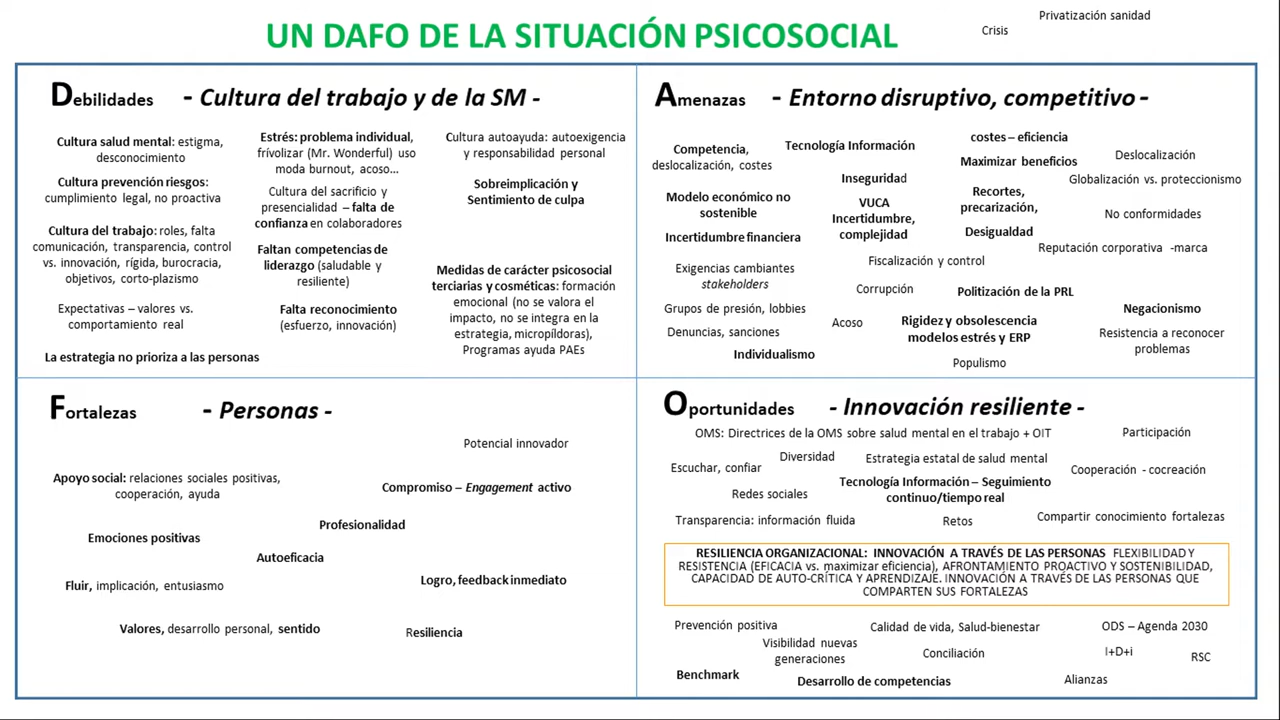 Privatización sanidad
Crisis
UN DAFO DE LA SITUACIÓN PSICOSOCIAL
Debilidades - Cultura del trabajo y de la SM -
Cultura salud mental: estigma,
desconocimiento
Cultura prevención riesgos:
cumplimiento legal, no proactiva
Cultura del trabajo: roles, falta
comunicación, transparencia, control
vs. innovación, rígida, burocracia,
objetivos, corto-plazismo
Expectativas – valores vs.
comportamiento real
La estrategia no prioriza a las personas
Estrés: problema individual,
frívolizar (Mr. Wonderful) uso
moda burnout, acoso...
Cultura del sacrificio y
presencialidad – falta de
confianza en colaboradores
Faltan competencias de
liderazgo (saludable y
resiliente)
Falta reconocimiento
(esfuerzo, innovación)
Cultura autoayuda: autoexigencia
y responsabilidad personal
Sobreimplicación y
Sentimiento de culpa
Medidas de carácter psicosocial
terciarias y cosméticas: formación
emocional (no se valora el
impacto, no se integra en la
estrategia, micropíldoras),
Programas ayuda PAEs
Amenazas - Entorno disruptivo, competitivo -
Competencia,
deslocalización, costes
Modelo económico no
sostenible
Incertidumbre financiera
Exigencias cambiantes
stakeholders
Grupos de presión, lobbies
Denuncias, sanciones
Individualismo
Tecnología Información
Inseguridad
VUCA
Incertidumbre,
complejidad
Fiscalización y control
Corrupción
Acoso
costes – eficiencia
Maximizar beneficios
Recortes,
precarización,
Desigualdad
Politización de la PRL
Rigidez y obsolescencia
modelos estrés y ERP
Populismo
Deslocalización
Globalización vs. proteccionismo
No conformidades
Reputación corporativa -marca
Negacionismo
Resistencia a reconocer
problemas
Fortalezas - Personas -
Potencial innovador
Apoyo social: relaciones sociales positivas,
cooperación, ayuda
Compromiso – Engagement activo
Profesionalidad
Emociones positivas
Autoeficacia
Fluir, implicación, entusiasmo
Logro, feedback inmediato
Valores, desarrollo personal, sentido
Resiliencia
Oportunidades - Innovación resiliente -
OMS: Directrices de la OMS sobre salud mental en el trabajo + OIT
Participación
Diversidad
Estrategia estatal de salud mental
Escuchar, confiar
Cooperación - cocreación
Tecnología Información – Seguimiento
continuo/tiempo real
Redes sociales
Transparencia: información fluida
Retos
Compartir conocimiento fortalezas
RESILIENCIA ORGANIZACIONAL: INNOVACIÓN A TRAVÉS DE LAS PERSONAS FLEXIBILIDAD Y
RESISTENCIA (EFICACIA vs. maximizar eficiencia), AFRONTAMIENTO PROACTIVO Y SOSTENIBILIDAD,
CAPACIDAD DE AUTO-CRÍTICA Y APRENDIZAJE. INNOVACIÓN A TRAVÉS DE LAS PERSONAS QUE
COMPARTEN SUS FORTALEZAS
Prevención positiva
Calidad de vida, Salud-bienestar
ODS – Agenda 2030
Visibilidad nuevas
generaciones
Conciliación
I+D+i
RSC
Benchmark
Desarrollo de competencias
Alianzas